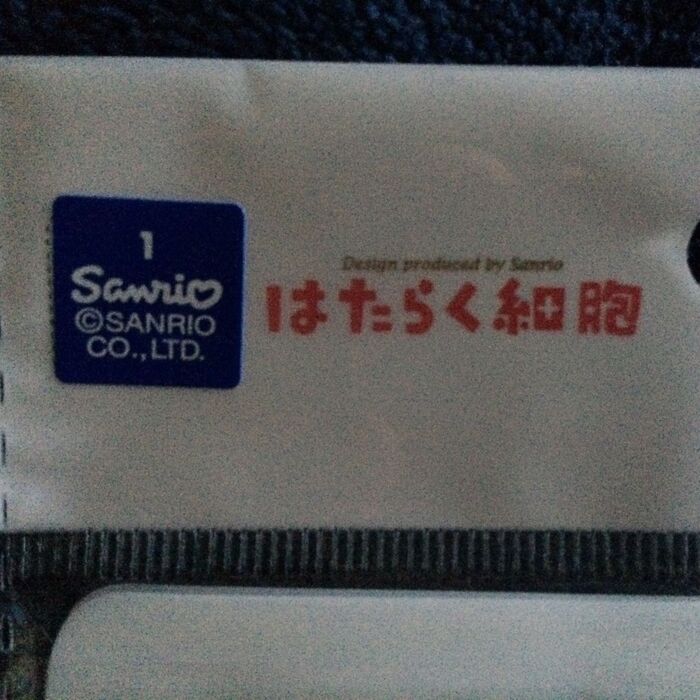 1
Sanrio
©SANRIO
CO.,LTD.
Design produced by Sanrio
はたらく細胞